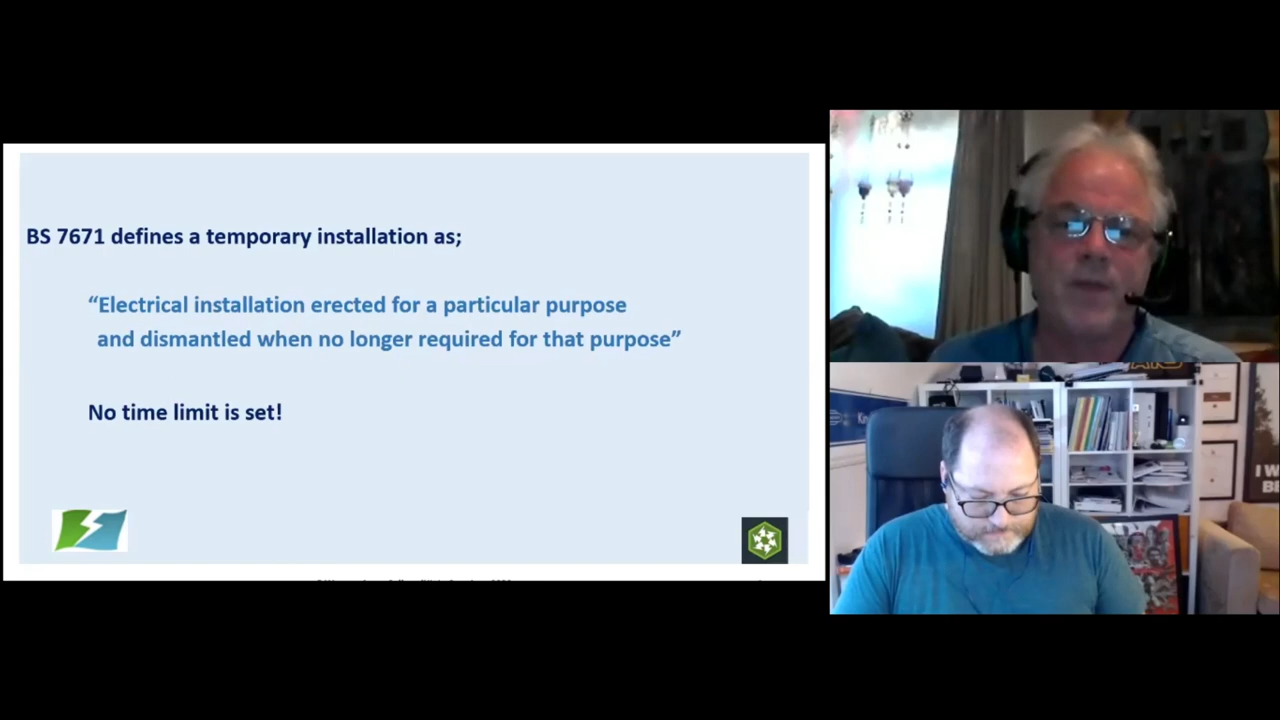 BS 7671 defines a temporary installation as;
“Electrical installation erected for a particular purpose
and dismantled when no longer required for that purpose”
No time limit is set!
I W
BE